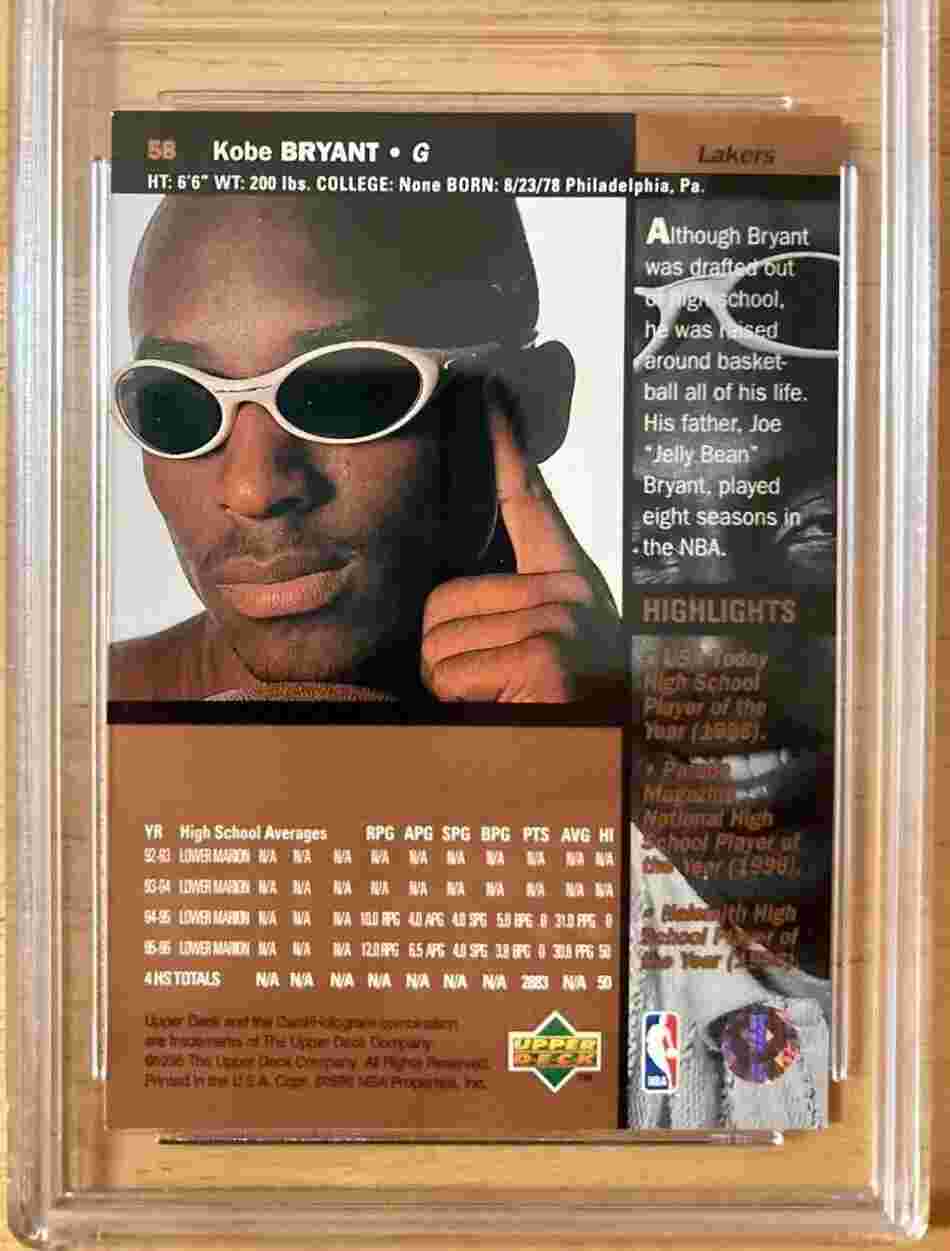 58 Kobe BRYANT • G
Lakers
HT: 6'6" WT: 200 lbs. COLLEGE: None BORN: 8/23/78 Philadelphia, Pa.
Although Bryant
was drafted out
of high school,
he was raised
around basket-
ball all of his life.
His father, Joe
"Jelly Bean"
Bryant, played
eight seasons in
the NBA.
HIGHLIGHTS
• USA Today
High School
Player of the
Year (1996).
• Parade
Magazine
National High
School Player of
the Year (1996).
• Naismith High
School Player of
the Year (1996).
YR High School Averages RPG APG SPG BPG PTS AVG HI
92-93 LOWER MARION N/A N/A N/A N/A N/A N/A N/A N/A N/A N/A
93-94 LOWER MARION N/A N/A N/A N/A N/A N/A N/A N/A N/A N/A
94-95 LOWER MARION N/A N/A N/A 10.0 RPG 4.0 APG 4.0 SPG 5.0 BPG 0 31.0 PPG 0
95-96 LOWER MARION N/A N/A N/A 12.0 RPG 6.5 APG 4.0 SPG 3.8 BPG 0 30.8 PPG 50
4 HS TOTALS N/A N/A N/A N/A N/A N/A N/A 2883 N/A 50
Upper Deck and the Card/Hologram combination
are trademarks of The Upper Deck Company.
The Upper Deck Company. All Rights Reserved.
Printed in the U.S.A. Copr. NBA Properties, Inc.
UPPER
DECK
TM
NBA